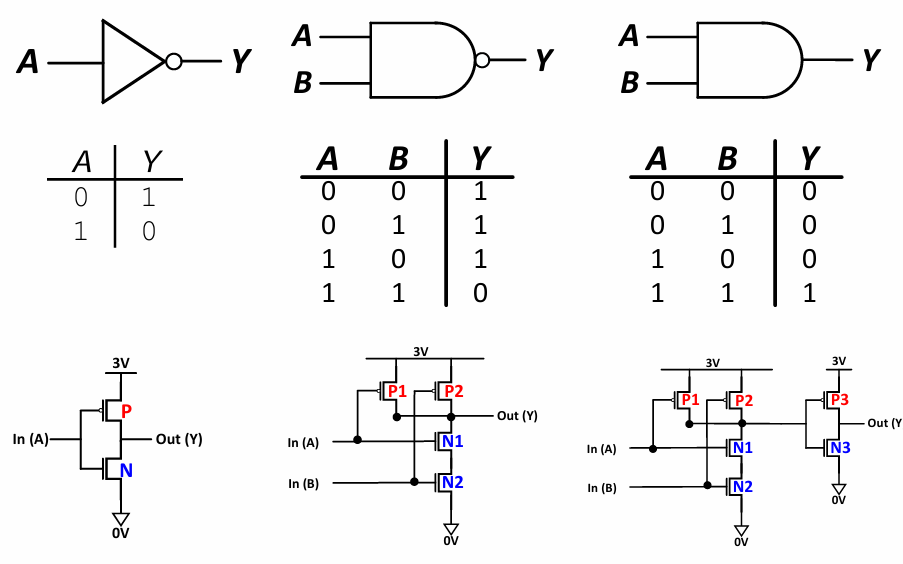 A Y
A Y
0 1
1 0
3V
P
In (A) Out (Y)
N
0V
A
B
Y
A B Y
0 0 1
0 1 1
1 0 1
1 1 0
3V
P1 P2
Out (Y)
In (A) N1
In (B) N2
0V
A
B
Y
A B Y
0 0 0
0 1 0
1 0 0
1 1 1
3V 3V
P1 P2 P3
Out (Y
In (A) N1 N3
In (B) N2
0V 0V